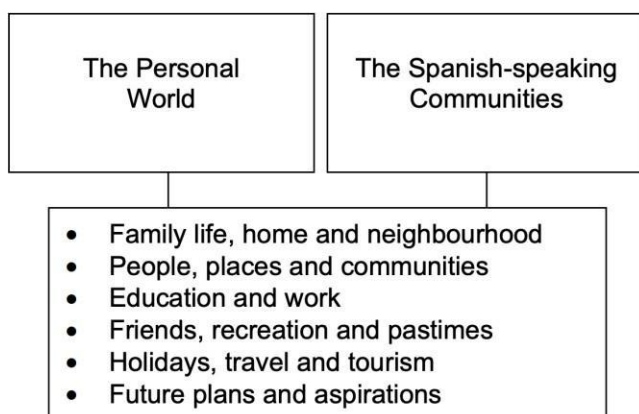 The Personal
World
The Spanish-speaking
Communities
• Family life, home and neighbourhood
• People, places and communities
• Education and work
• Friends, recreation and pastimes
• Holidays, travel and tourism
• Future plans and aspirations